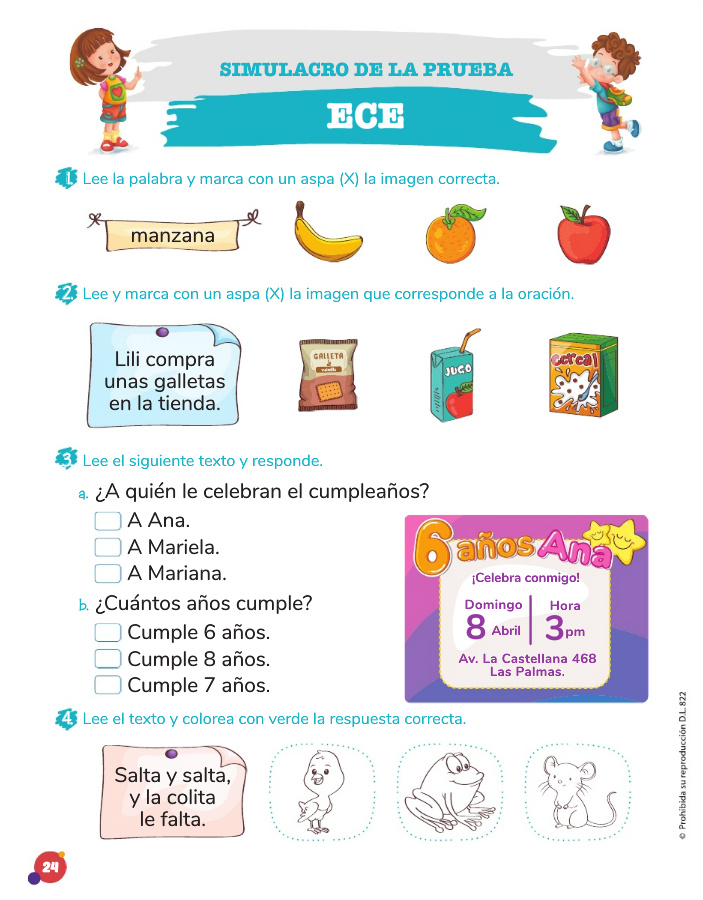 SIMULACRO DE LA PRUEBA
ECE
1 Lee la palabra y marca con un aspa (X) la imagen correcta.
manzana
2 Lee y marca con un aspa (X) la imagen que corresponde a la oración.
Lili compra
unas galletas
en la tienda.
GALLETA
de
vainilla
JUGO
cereal
3 Lee el siguiente texto y responde.
a. ¿A quién le celebran el cumpleaños?
A Ana.
A Mariela.
A Mariana.
b. ¿Cuántos años cumple?
Cumple 6 años.
Cumple 8 años.
Cumple 7 años.
6 años Ana
¡Celebra conmigo!
Domingo
8 Abril
Hora
3pm
Av. La Castellana 468
Las Palmas.
4 Lee el texto y colorea con verde la respuesta correcta.
Salta y salta,
y la colita
le falta.
24
© Prohibida su reproducción D.L. 822